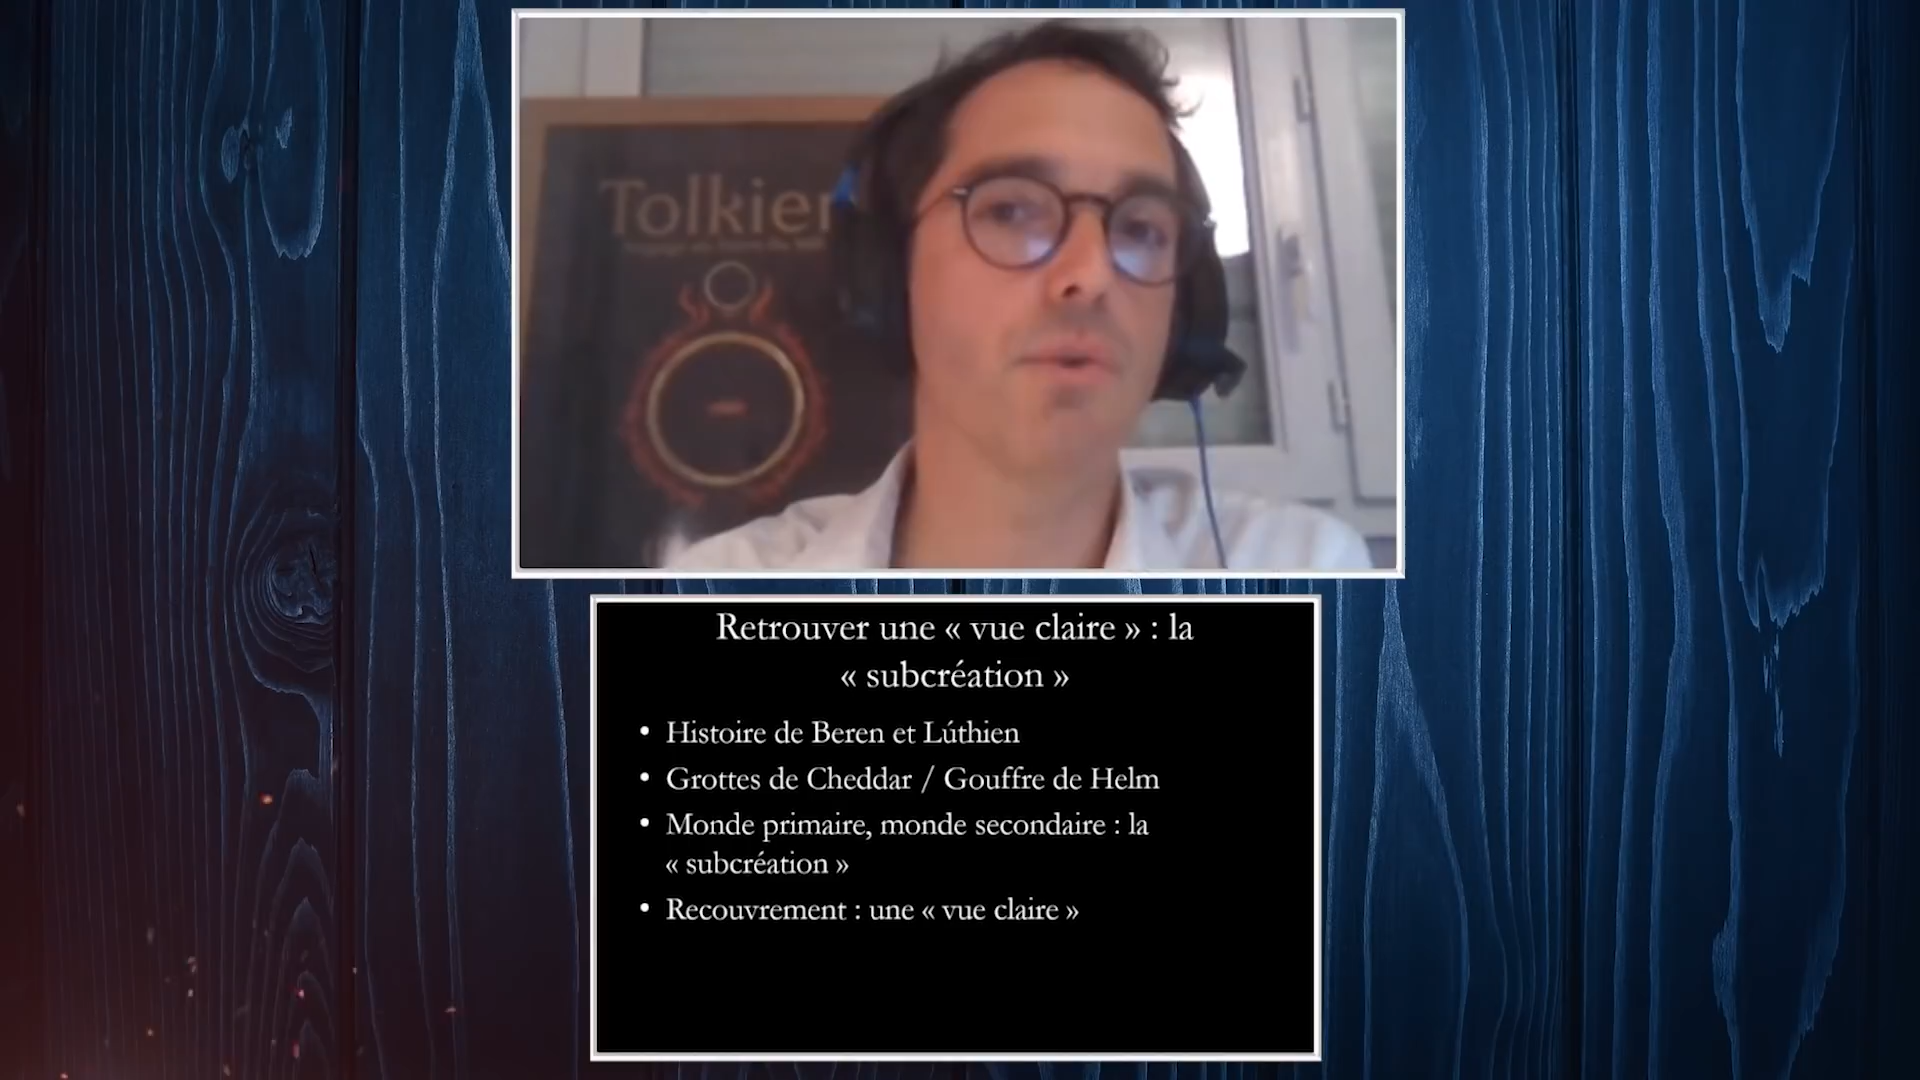 Tolkien
Retrouver une « vue claire » : la
« subcréation »
• Histoire de Beren et Lúthien
• Grottes de Cheddar / Gouffre de Helm
• Monde primaire, monde secondaire : la
« subcréation »
• Recouvrement : une « vue claire »